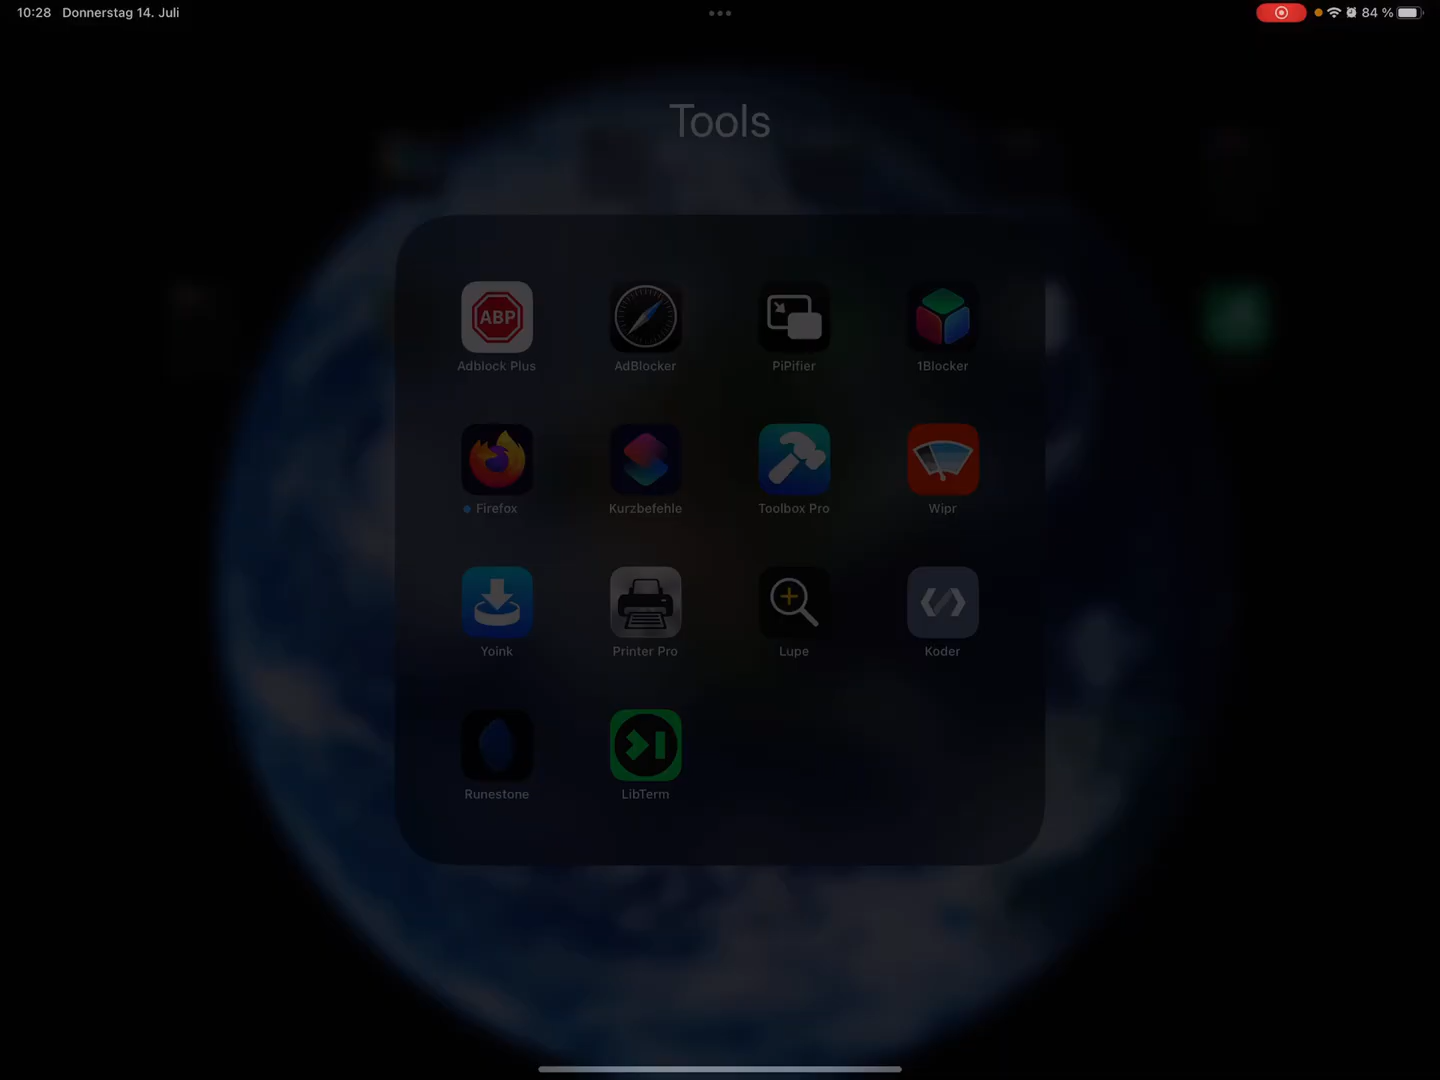 10:28 Donnerstag 14. Juli
84 %
Tools
ABP
Adblock Plus AdBlocker PiPifier 1Blocker
Firefox Kurzbefehle Toolbox Pro Wipr
Yoink Printer Pro Lupe Koder
Runestone LibTerm